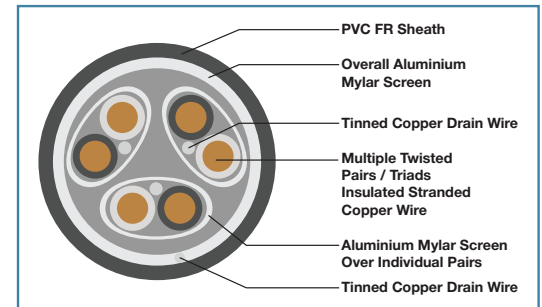 PVC FR Sheath
Overall Aluminium
Mylar Screen
Tinned Copper Drain Wire
Multiple Twisted
Pairs / Triads
Insulated Stranded
Copper Wire
Aluminium Mylar Screen
Over Individual Pairs
Tinned Copper Drain Wire